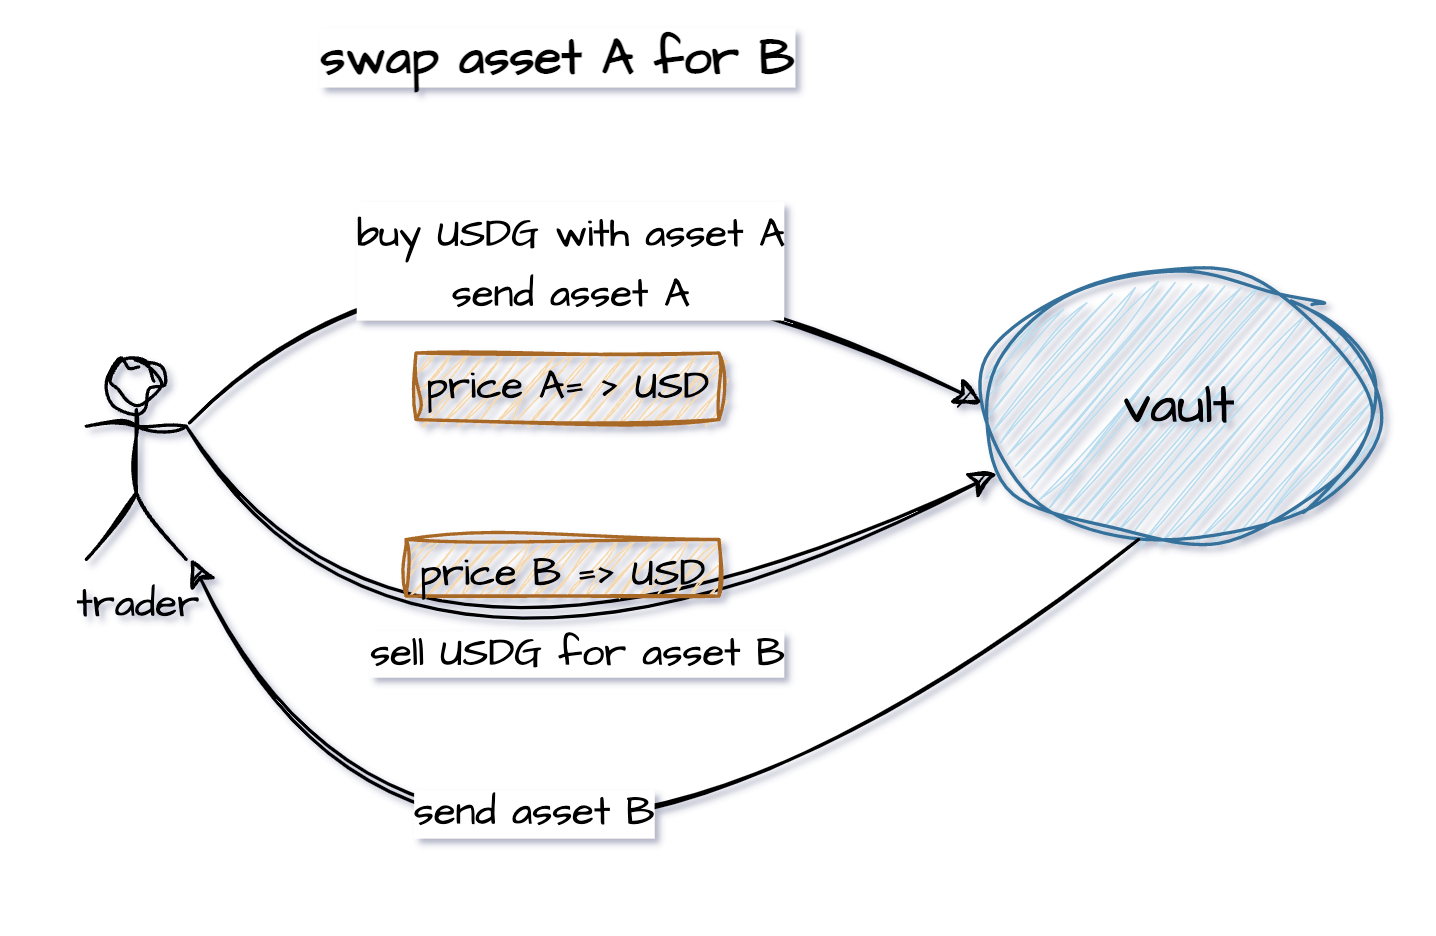 swap asset A for B
buy USDG with asset A
send asset A
price A= > USD
vault
price B => USD
trader
sell USDG for asset B
send asset B